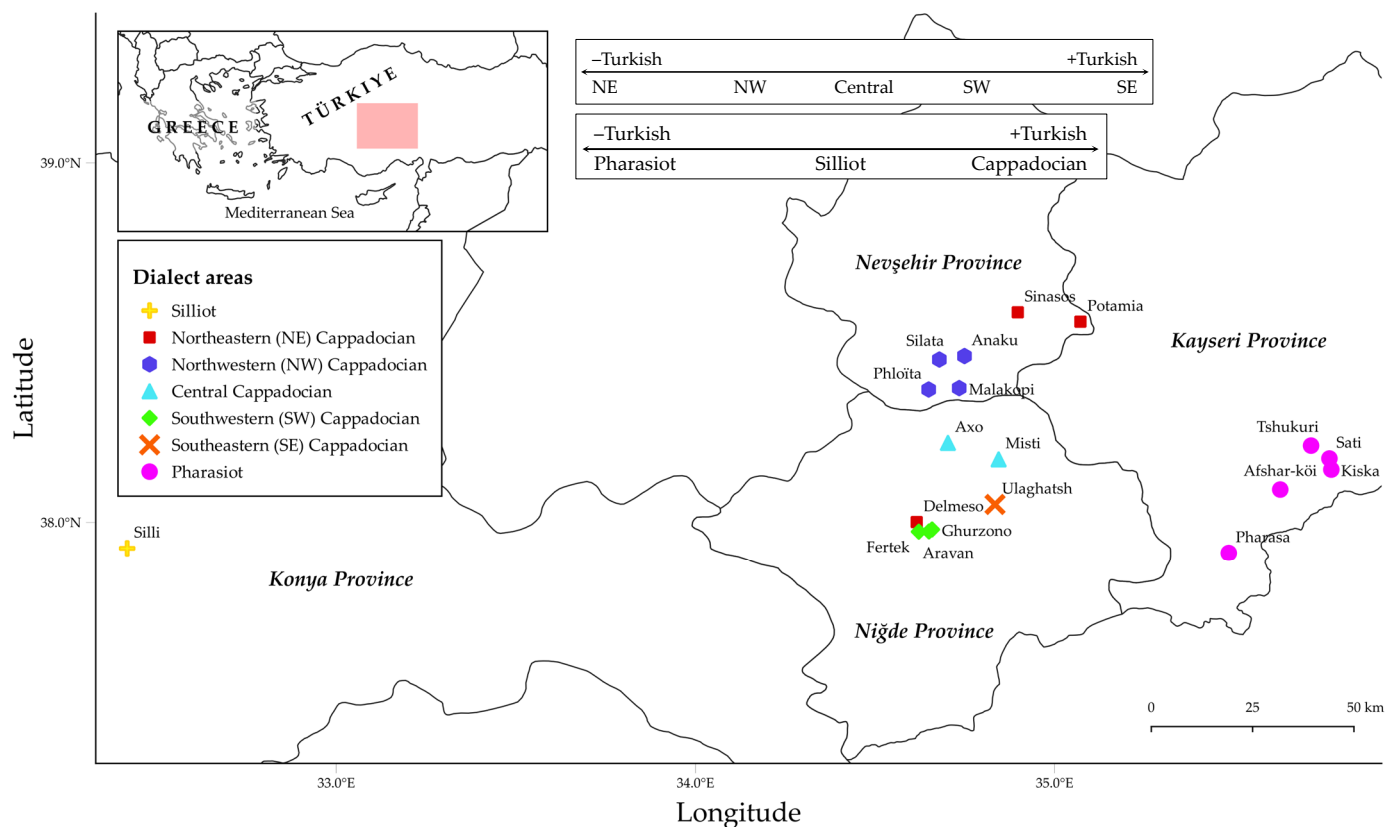 –Turkish +Turkish
NE NW Central SW SE
–Turkish +Turkish
Pharasiot Silliot Cappadocian
TÜRKIYE
GREECE
Mediterranean Sea
Dialect areas
Silliot
Northeastern (NE) Cappadocian
Northwestern (NW) Cappadocian
Central Cappadocian
Southwestern (SW) Cappadocian
Southeastern (SE) Cappadocian
Pharasiot
Nevşehir Province
Sinasos
Potamia
Silata
Anaku
Phloïta
Malakopi
Kayseri Province
Axo
Misti
Tshukuri
Sati
Afshar-köi
Kiska
Ulaghatsh
Delmeso
Ghurzono
Fertek
Aravan
Pharasa
Silli
Konya Province
Niğde Province
0 25 50 km
39.0°N
38.0°N
Latitude
33.0°E 34.0°E 35.0°E
Longitude